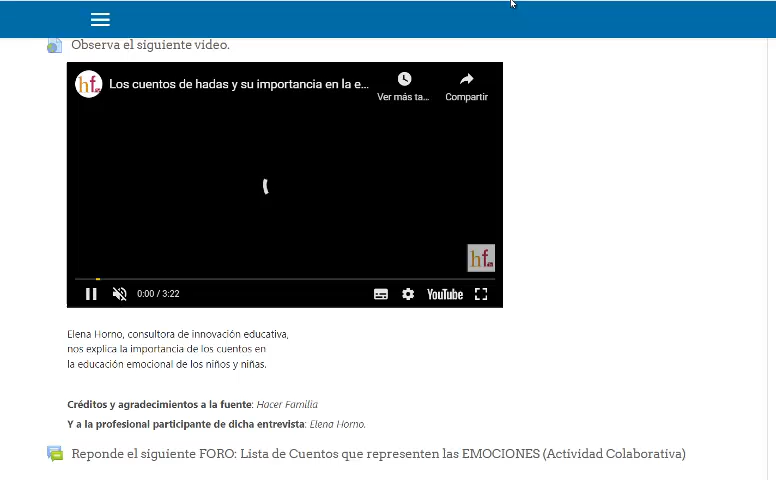 Observa el siguiente video.
hf.
Los cuentos de hadas y su importancia en la e...
Ver más ta...
Compartir
hf.
0:00 / 3:22
YouTube
Elena Horno, consultora de innovación educativa,
nos explica la importancia de los cuentos en
la educación emocional de los niños y niñas.
Créditos y agradecimientos a la fuente: Hacer Familia
Y a la profesional participante de dicha entrevista: Elena Horno.
Reponde el siguiente FORO: Lista de Cuentos que representen las EMOCIONES (Actividad Colaborativa)